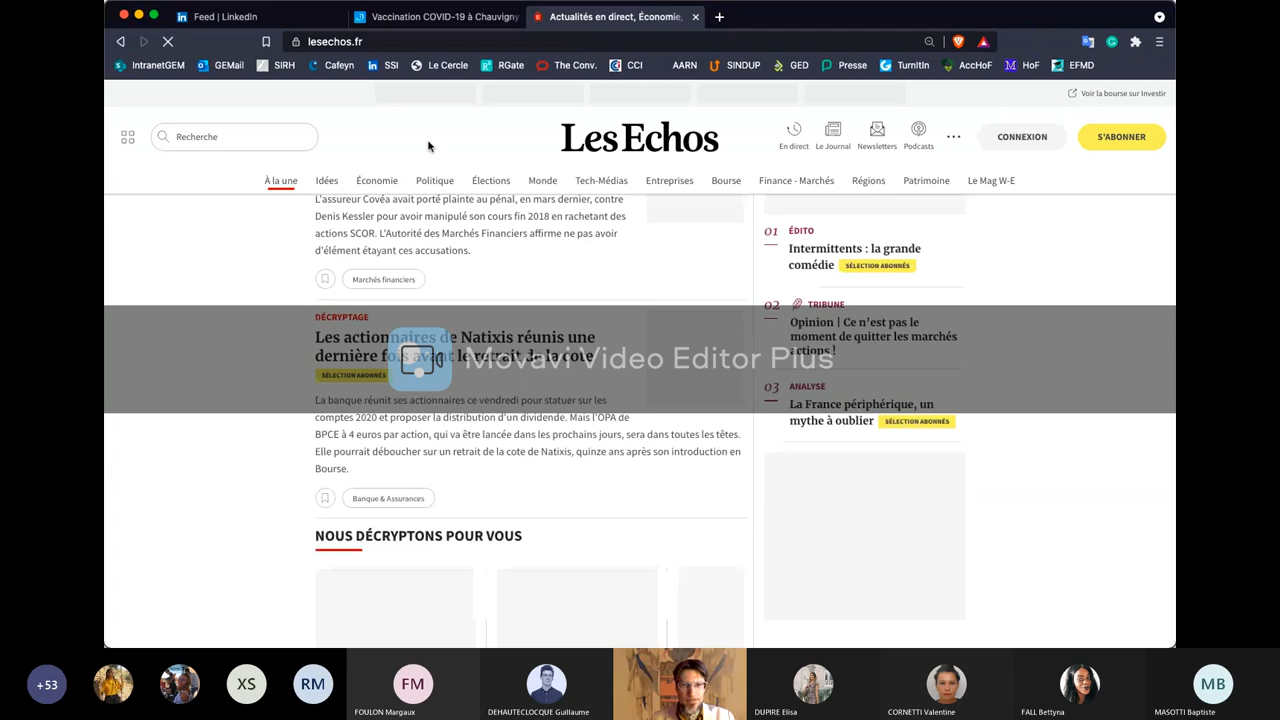 Feed | LinkedIn
Vaccination COVID-19 à Chauvigny
Actualités en direct, Économie,
lesechos.fr
IntranetGEM GEMail SIRH Cafeyn SSI Le Cercle RGate The Conv. CCI AARN SINDUP GED Presse TurnItIn AccHoF HoF EFMD
Voir la bourse sur Investir
Recherche
Les Echos
En direct Le Journal Newsletters Podcasts
CONNEXION
S'ABONNER
À la une Idées Économie Politique Élections Monde Tech-Médias Entreprises Bourse Finance - Marchés Régions Patrimoine Le Mag W-E
L'assureur Covéa avait porté plainte au pénal, en mars dernier, contre
Denis Kessler pour avoir manipulé son cours fin 2018 en rachetant des
actions SCOR. L'Autorité des Marchés Financiers affirme ne pas avoir
d'élément étayant ces accusations.
Marchés financiers
DÉCRYPTAGE
Les actionnaires de Natixis réunis une
dernière fois avant le retrait de la cote
SÉLECTION ABONNÉS
La banque réunit ses actionnaires ce vendredi pour statuer sur les
comptes 2020 et proposer la distribution d'un dividende. Mais l'OPA de
BPCE à 4 euros par action, qui va être lancée dans les prochains jours, sera dans toutes les têtes.
Elle pourrait déboucher sur un retrait de la cote de Natixis, quinze ans après son introduction en
Bourse.
Banque & Assurances
NOUS DÉCRYPTONS POUR VOUS
01 ÉDITO
Intermittents : la grande
comédie SÉLECTION ABONNÉS
02 TRIBUNE
Opinion | Ce n'est pas le
moment de quitter les marchés
actions !
03 ANALYSE
La France périphérique, un
mythe à oublier SÉLECTION ABONNÉS
Movavi Video Editor Plus
+53
XS
RM
FM
MB
FOULON Margaux
DEHAUTECLOCQUE Guillaume
DUPIRE Elisa
CORNETTI Valentine
FALL Bettyna
MASOTTI Baptiste